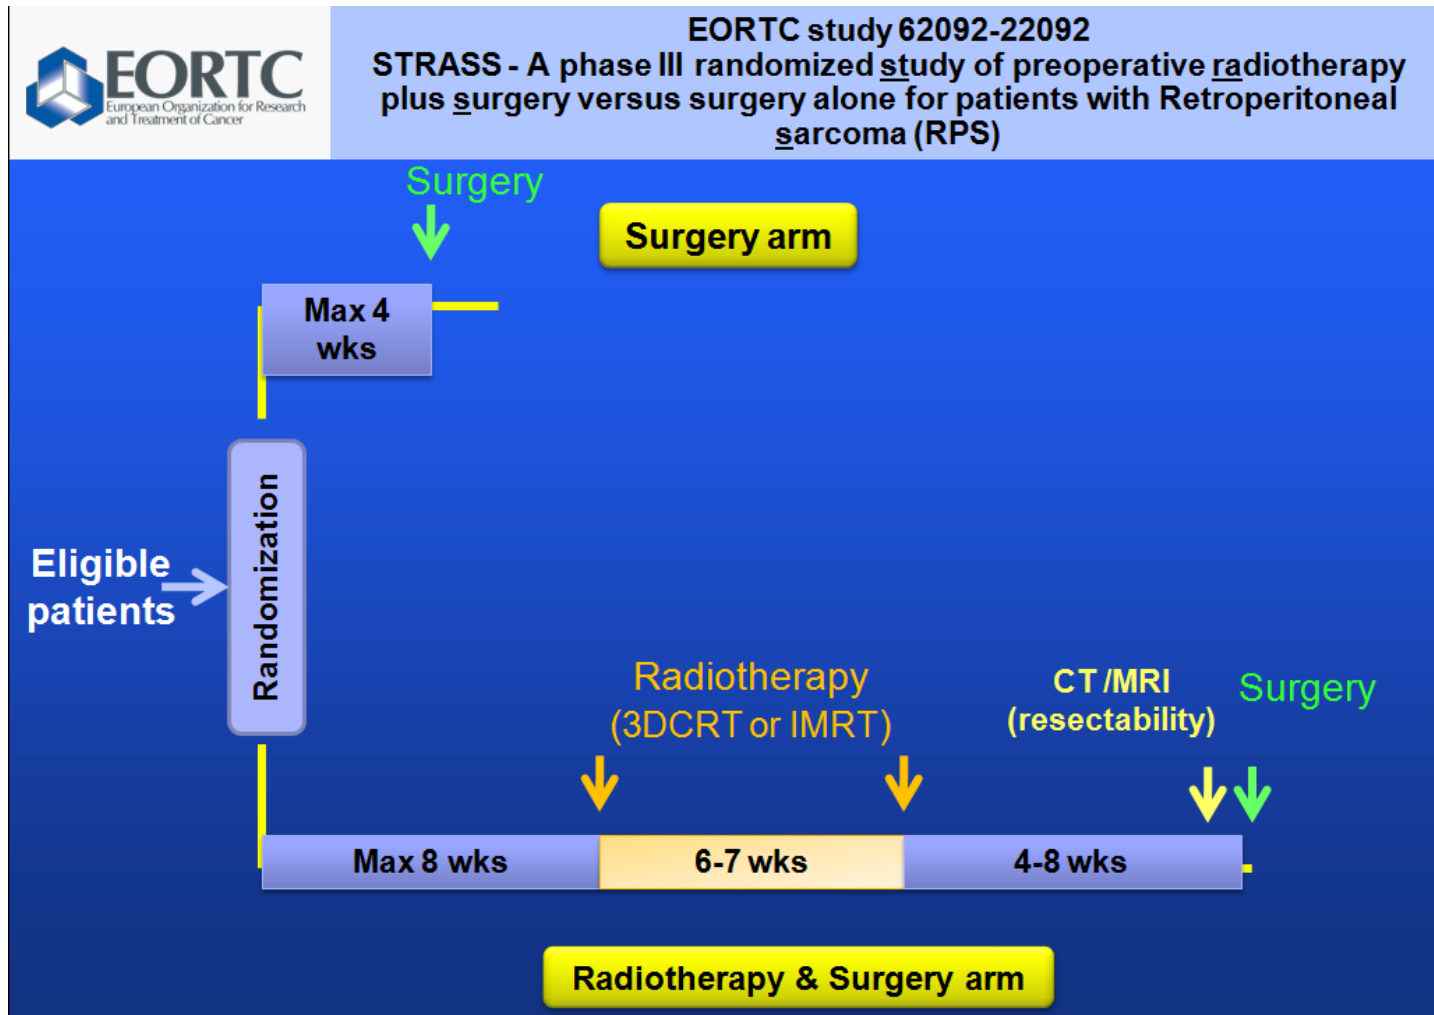 EORTC
European Organization for Research
and Treatment of Cancer
EORTC study 62092-22092
STRASS - A phase III randomized study of preoperative radiotherapy
plus surgery versus surgery alone for patients with Retroperitoneal
sarcoma (RPS)
Surgery
Surgery arm
Max 4
wks
Randomization
Eligible
patients
Radiotherapy
(3DCRT or IMRT)
CT /MRI
(resectability)
Surgery
Max 8 wks
6-7 wks
4-8 wks
Radiotherapy & Surgery arm